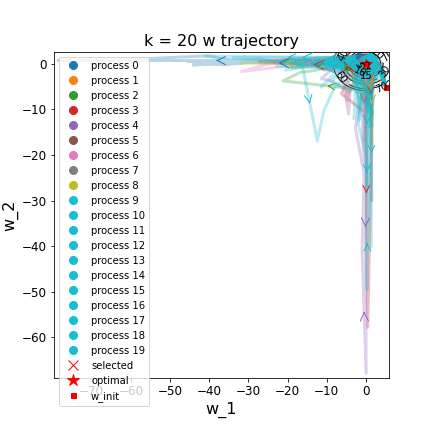 k = 20 w trajectory
w_2
0
−10
−20
−30
−40
−50
−60
process 0
process 1
process 2
process 3
process 4
process 5
process 6
process 7
process 8
process 9
process 10
process 11
process 12
process 13
process 14
process 15
process 16
process 17
process 18
process 19
selected
optimal
w_init
−70 −60 −50 −40 −30 −20 −10 0
w_1
15